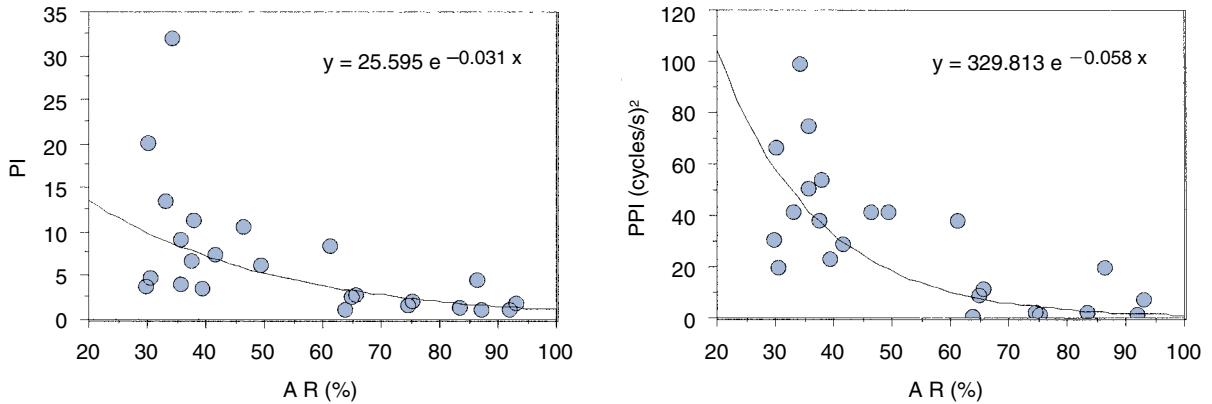 35
30
25
20
15
10
5
0
PI
y = 25.595 e −0.031 x
20 30 40 50 60 70 80 90 100
A R (%)
120
100
80
60
40
20
0
PPI (cycles/s)²
y = 329.813 e −0.058 x
20 30 40 50 60 70 80 90 100
A R (%)